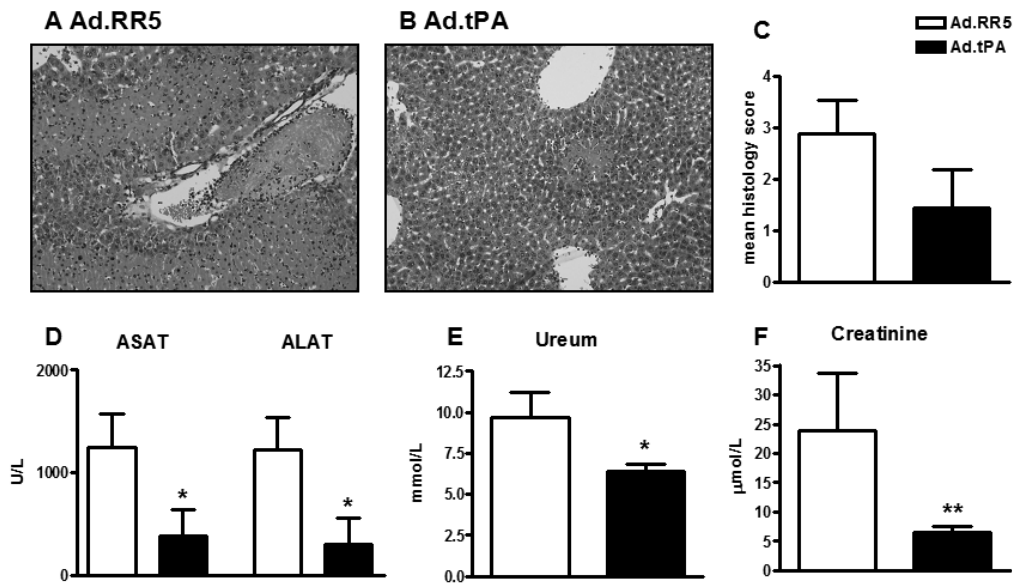 A Ad.RR5
B Ad.tPA
C
Ad.RR5
Ad.tPA
mean histology score
4
3
2
1
0
D
ASAT
ALAT
U/L
2000
1000
0
*
*
E
Ureum
mmol/L
12.5
10.0
7.5
5.0
2.5
0.0
*
F
Creatinine
μmol/L
35
30
25
20
15
10
5
0
**